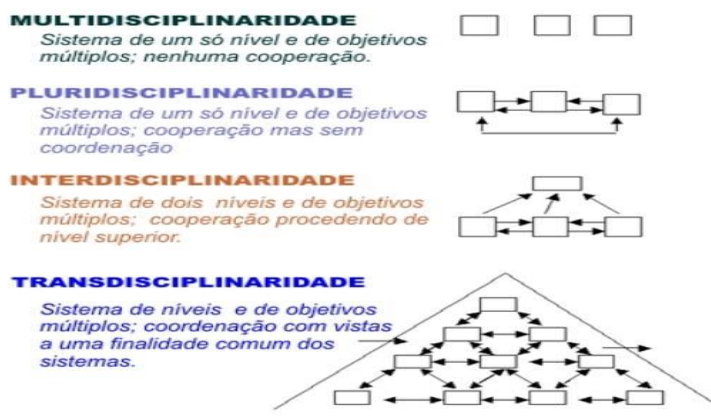 MULTIDISCIPLINARIDADE
Sistema de um só nível e de objetivos
múltiplos; nenhuma cooperação.
PLURIDISCIPLINARIDADE
Sistema de um só nível e de objetivos
múltiplos; cooperação mas sem
coordenação
INTERDISCIPLINARIDADE
Sistema de dois níveis e de objetivos
múltiplos; cooperação procedendo de
nível superior.
TRANSDISCIPLINARIDADE
Sistema de níveis e de objetivos
múltiplos; coordenação com vistas
a uma finalidade comum dos
sistemas.